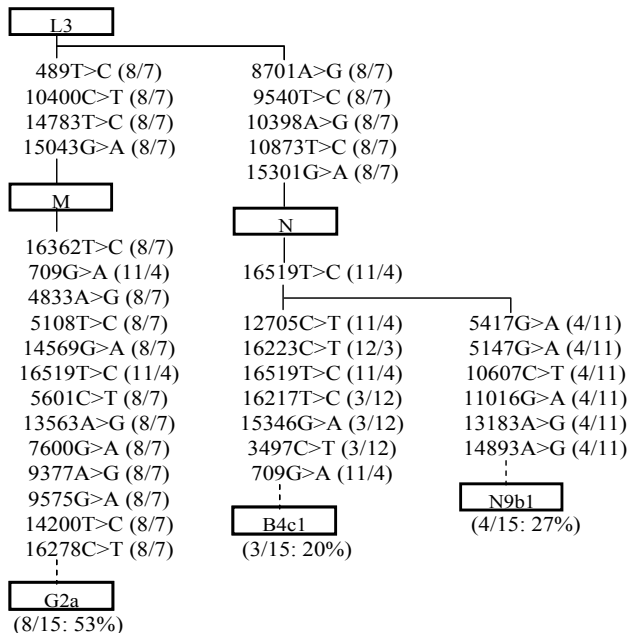 L3
489T>C (8/7)
10400C>T (8/7)
14783T>C (8/7)
15043G>A (8/7)
8701A>G (8/7)
9540T>C (8/7)
10398A>G (8/7)
10873T>C (8/7)
15301G>A (8/7)
M
N
16362T>C (8/7)
709G>A (11/4)
4833A>G (8/7)
5108T>C (8/7)
14569G>A (8/7)
16519T>C (11/4)
5601C>T (8/7)
13563A>G (8/7)
7600G>A (8/7)
9377A>G (8/7)
9575G>A (8/7)
14200T>C (8/7)
16278C>T (8/7)
G2a
(8/15: 53%)
16519T>C (11/4)
12705C>T (11/4)
16223C>T (12/3)
16519T>C (11/4)
16217T>C (3/12)
15346G>A (3/12)
3497C>T (3/12)
709G>A (11/4)
B4c1
(3/15: 20%)
5417G>A (4/11)
5147G>A (4/11)
10607C>T (4/11)
11016G>A (4/11)
13183A>G (4/11)
14893A>G (4/11)
N9b1
(4/15: 27%)